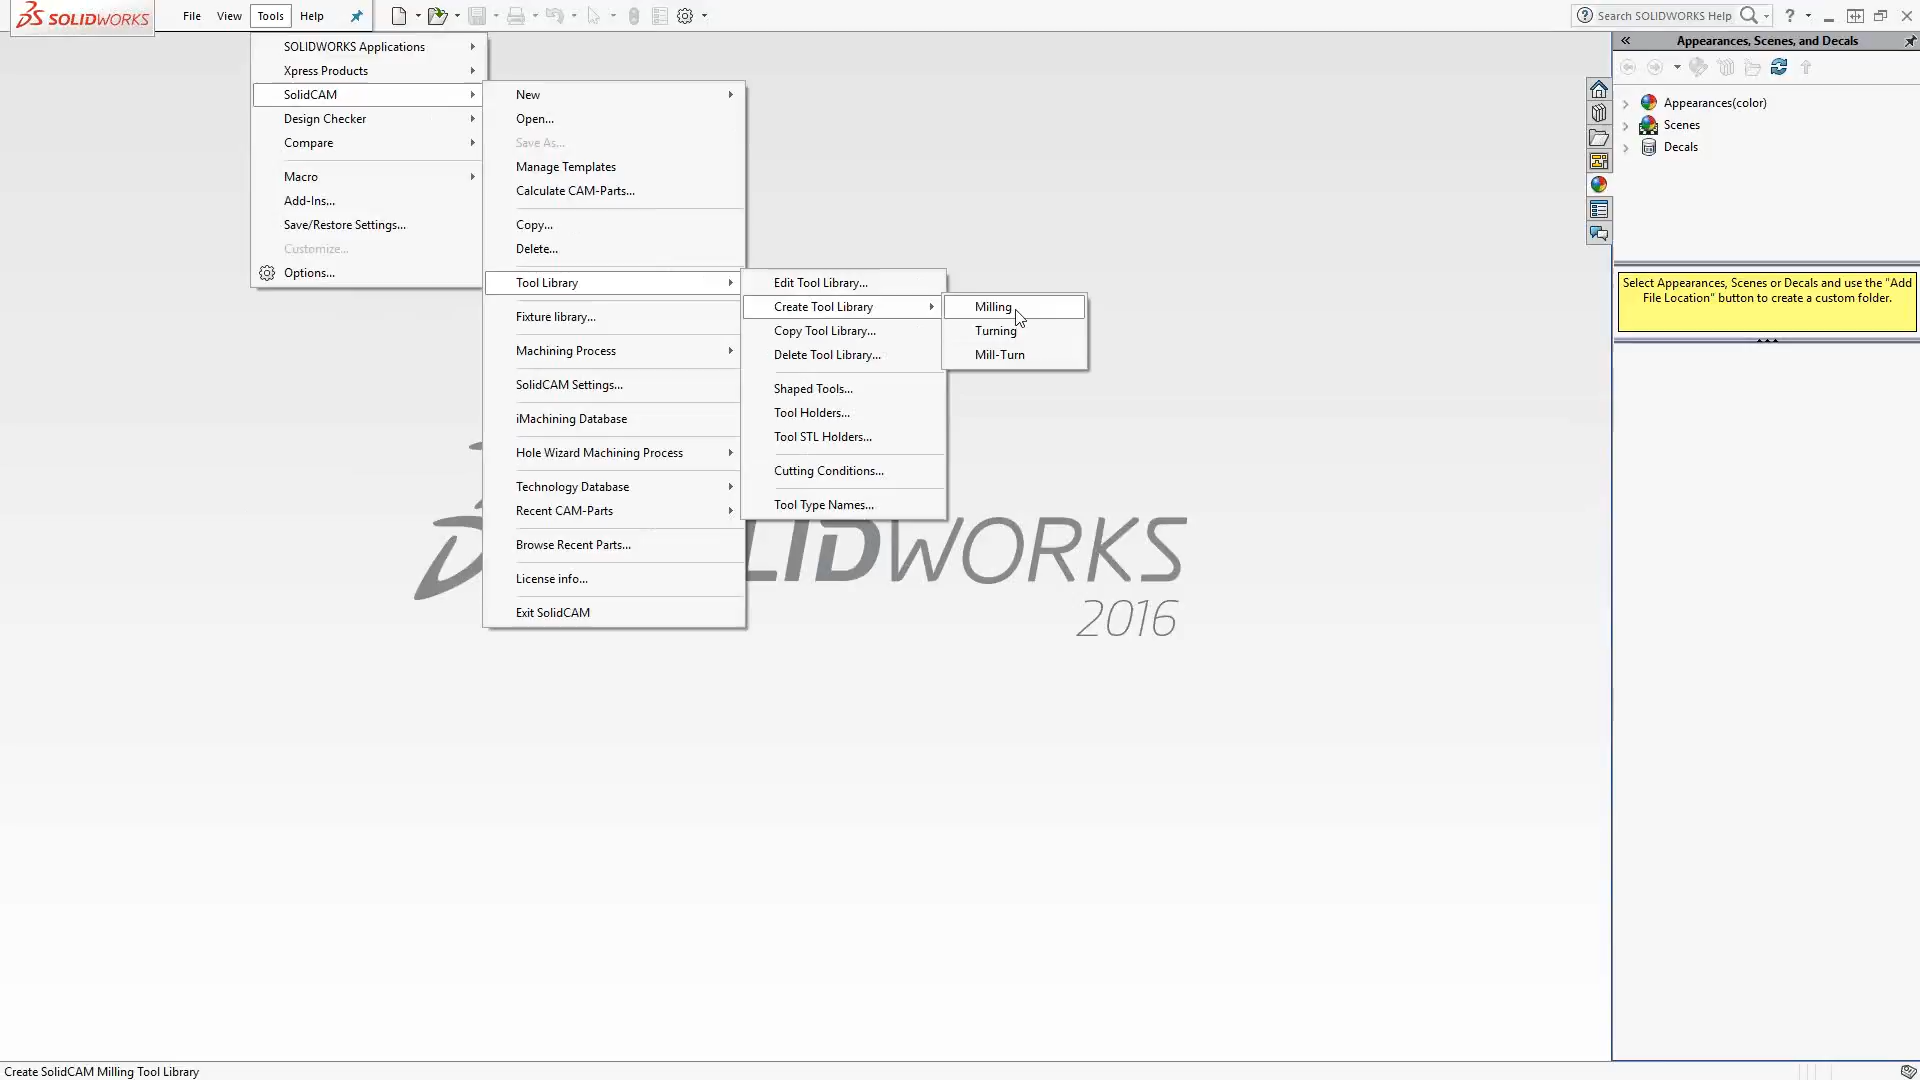 SOLIDWORKS
File
View
Tools
Help
Search SOLIDWORKS Help
?
SOLIDWORKS Applications
Xpress Products
SolidCAM
Design Checker
Compare
Macro
Add-Ins...
Save/Restore Settings...
Customize...
Options...
New
Open...
Save As...
Manage Templates
Calculate CAM-Parts...
Copy...
Delete...
Tool Library
Fixture library...
Machining Process
SolidCAM Settings...
iMachining Database
Hole Wizard Machining Process
Technology Database
Recent CAM-Parts
Browse Recent Parts...
License info...
Exit SolidCAM
Edit Tool Library...
Create Tool Library
Copy Tool Library...
Delete Tool Library...
Shaped Tools...
Tool Holders...
Tool STL Holders...
Cutting Conditions...
Tool Type Names...
Milling
Turning
Mill-Turn
LIDWORKS
2016
Appearances, Scenes, and Decals
Appearances(color)
Scenes
Decals
Select Appearances, Scenes or Decals and use the "Add
File Location" button to create a custom folder.
Create SolidCAM Milling Tool Library